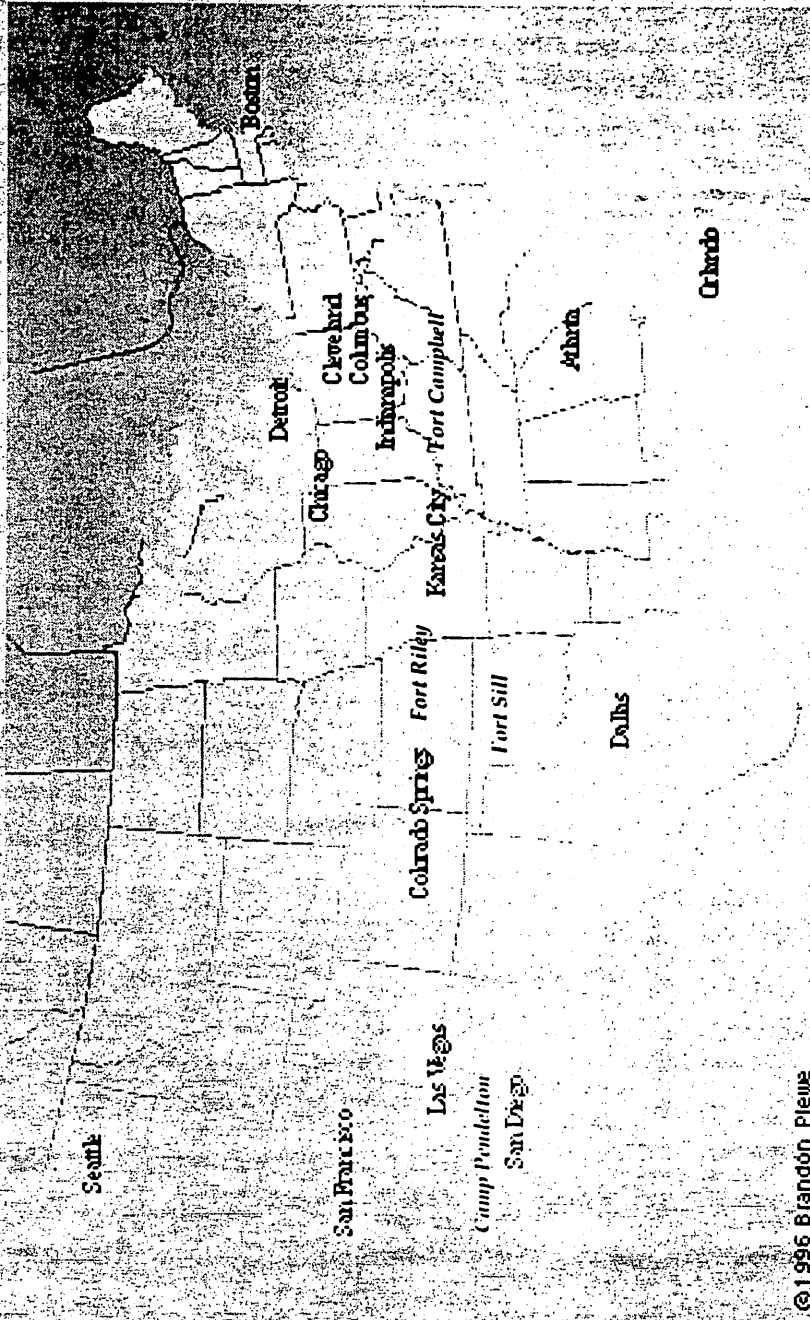 Seattle
Boston
Detroit
San Francisco
Chicago
Cleveland
Columbus
Indianapolis
Las Vegas
Colorado Springs
Fort Riley
Kansas City
Fort Campbell
Camp Pendelton
San Diego
Fort Sill
Atlanta
Dallas
Orlando
©1996 Brandon Plewe